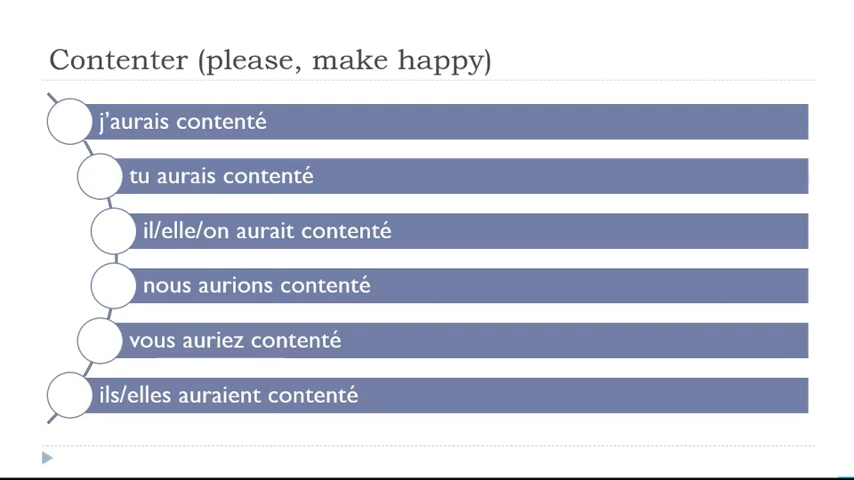 Contenter (please, make happy)
j’aurais contenté
tu aurais contenté
il/elle/on aurait contenté
nous aurions contenté
vous auriez contenté
ils/elles auraient contenté